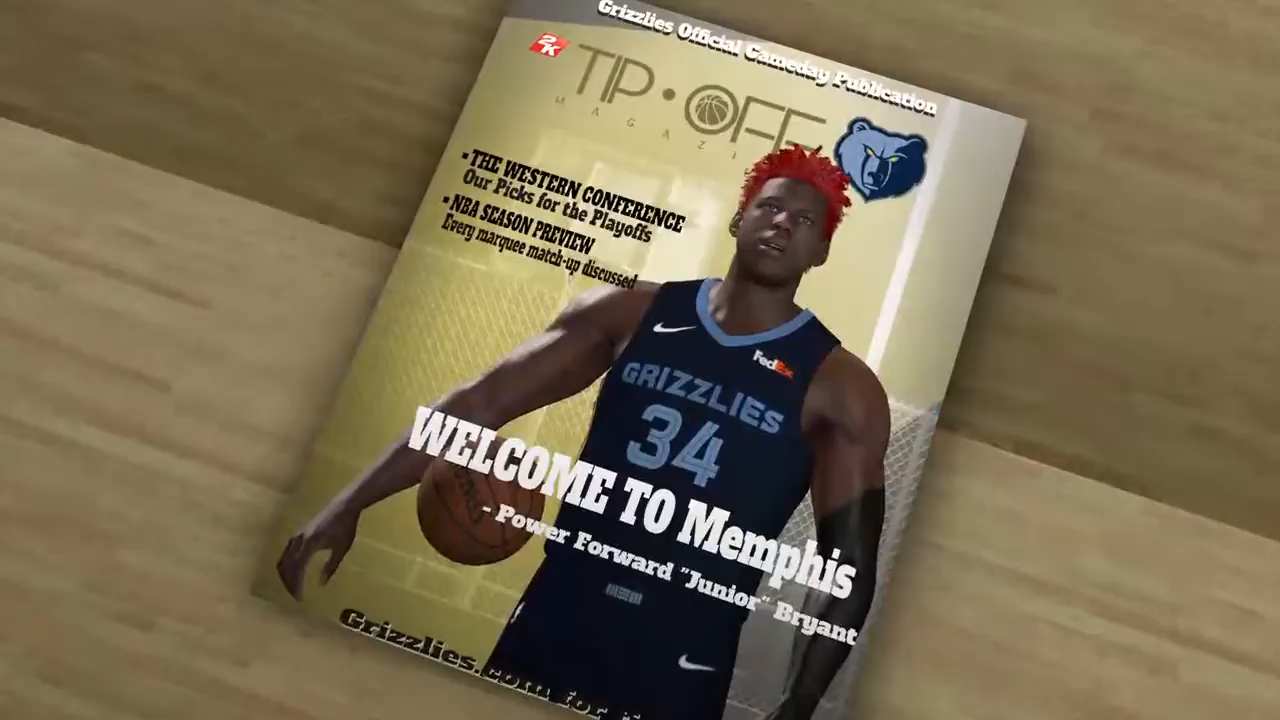 Grizzlies Official Gameday Publication
2K
TIP·OFF
MAGAZI
▪ THE WESTERN CONFERENCE
Our Picks for the Playoffs
▪ NBA SEASON PREVIEW
Every marquee match-up discussed
FedEx
GRIZZLIES
34
WELCOME TO Memphis
- Power Forward "Junior" Bryant
Grizzlies.com for